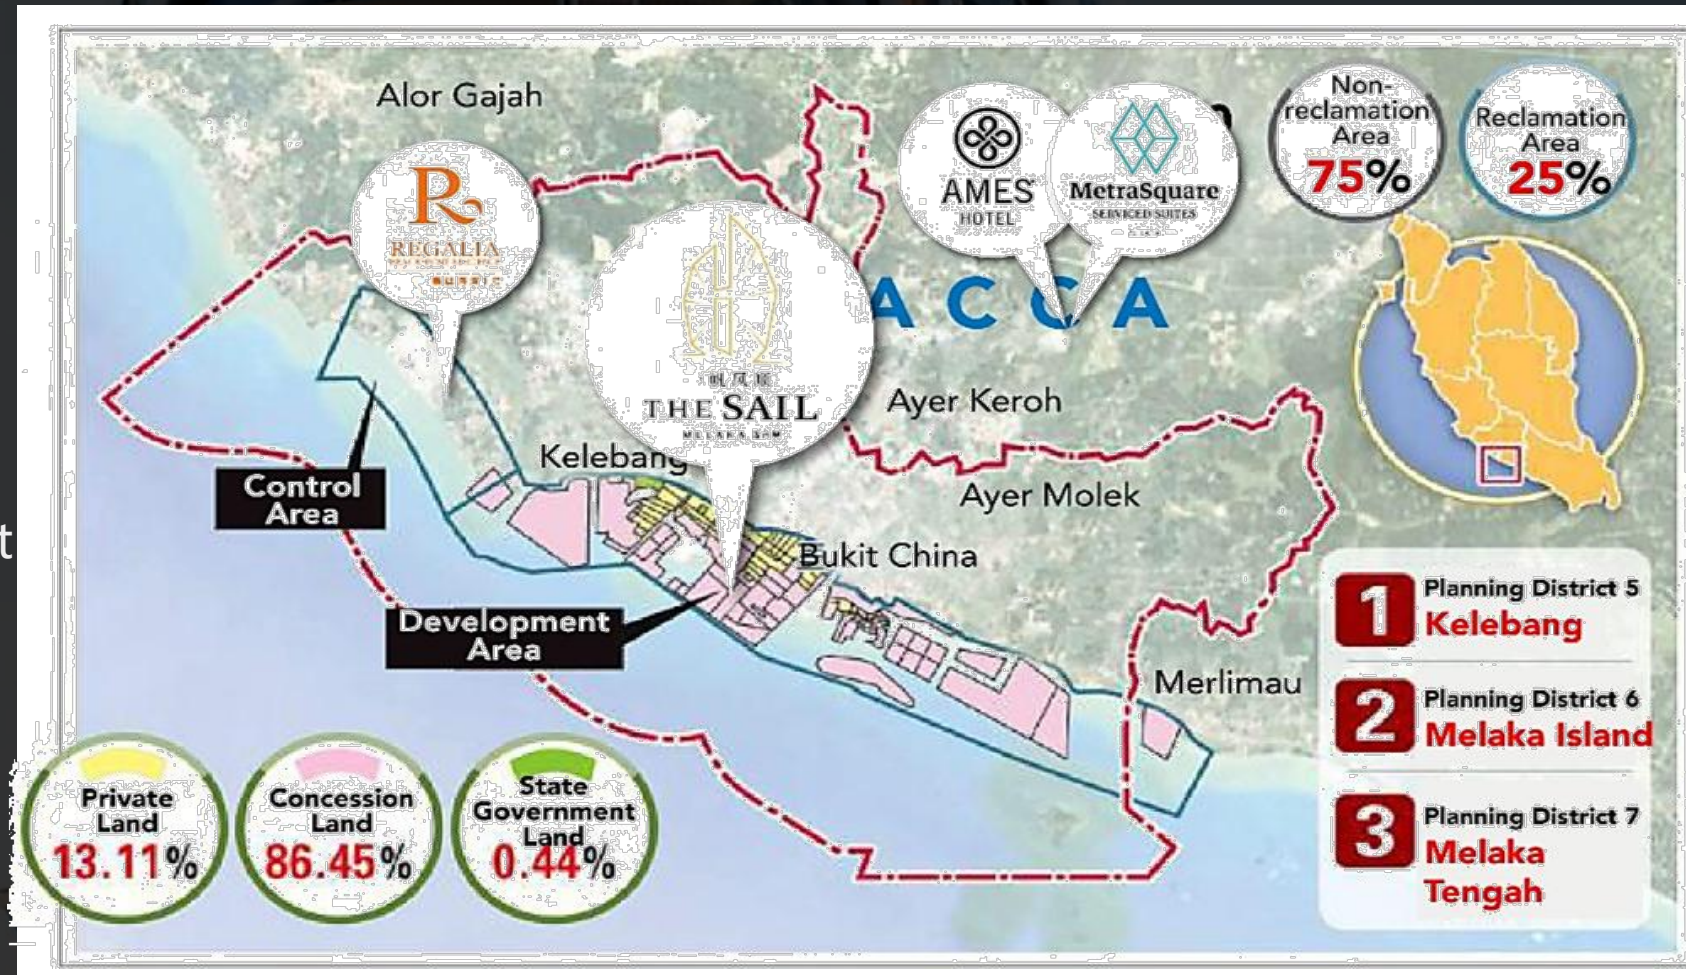 Alor Gajah
Non-
reclamation
Area
75%
Reclamation
Area
25%
AMES
HOTEL
MetraSquare
SERVICED SUITES
R
REGALIA
ACCA
THE SAIL
Ayer Keroh
Kelebang
Ayer Molek
Control
Area
Bukit China
Development
Area
Merlimau
1
Planning District 5
Kelebang
2
Planning District 6
Melaka Island
3
Planning District 7
Melaka
Tengah
Private
Land
13.11%
Concession
Land
86.45%
State
Government
Land
0.44%
t